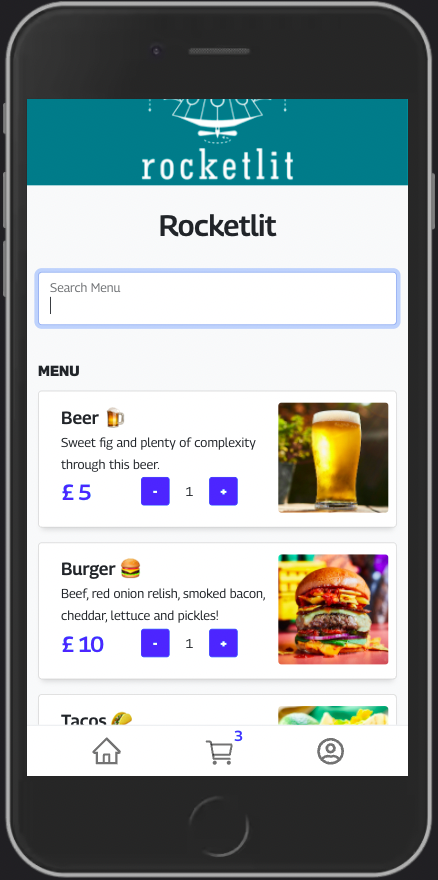 rocketlit
Rocketlit
Search Menu
MENU
Beer 🍺
Sweet fig and plenty of complexity
through this beer.
£ 5 - 1 +
Burger 🍔
Beef, red onion relish, smoked bacon,
cheddar, lettuce and pickles!
£ 10 - 1 +
Tacos 🌮
3